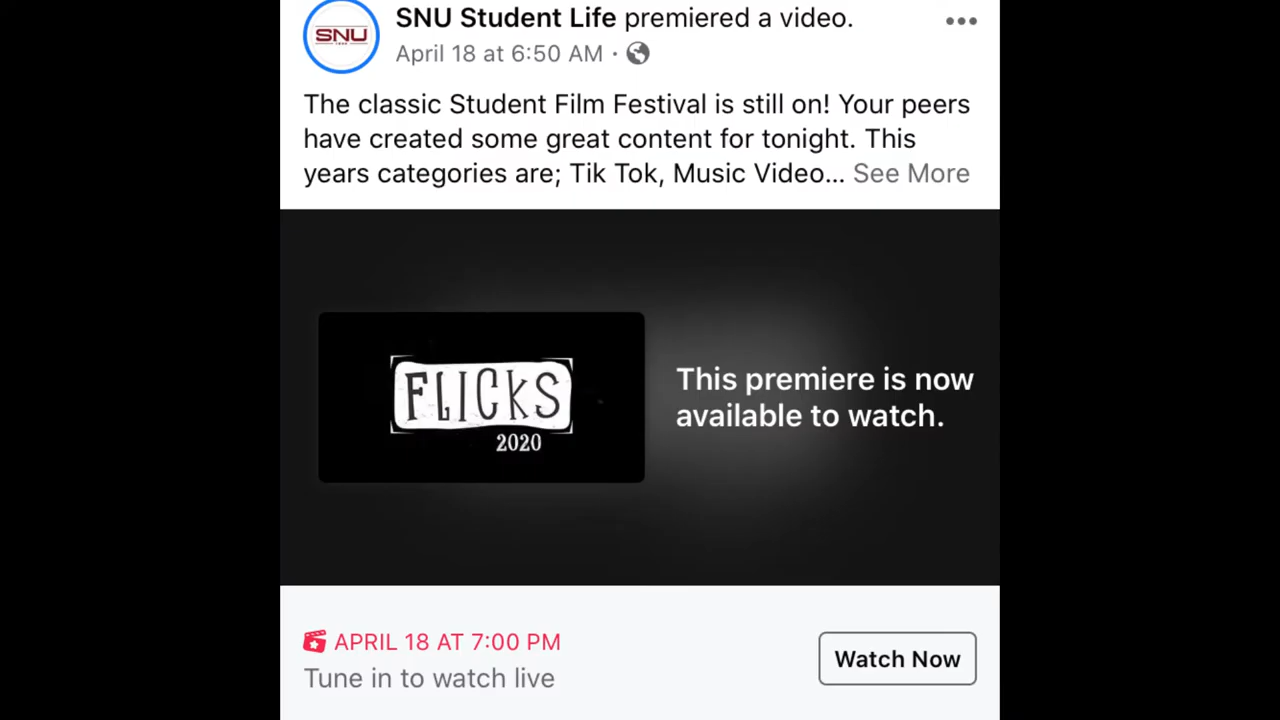 SNU
SNU Student Life premiered a video.
April 18 at 6:50 AM ·
The classic Student Film Festival is still on! Your peers
have created some great content for tonight. This
years categories are; Tik Tok, Music Video... See More
FLICKS
2020
This premiere is now
available to watch.
APRIL 18 AT 7:00 PM
Tune in to watch live
Watch Now